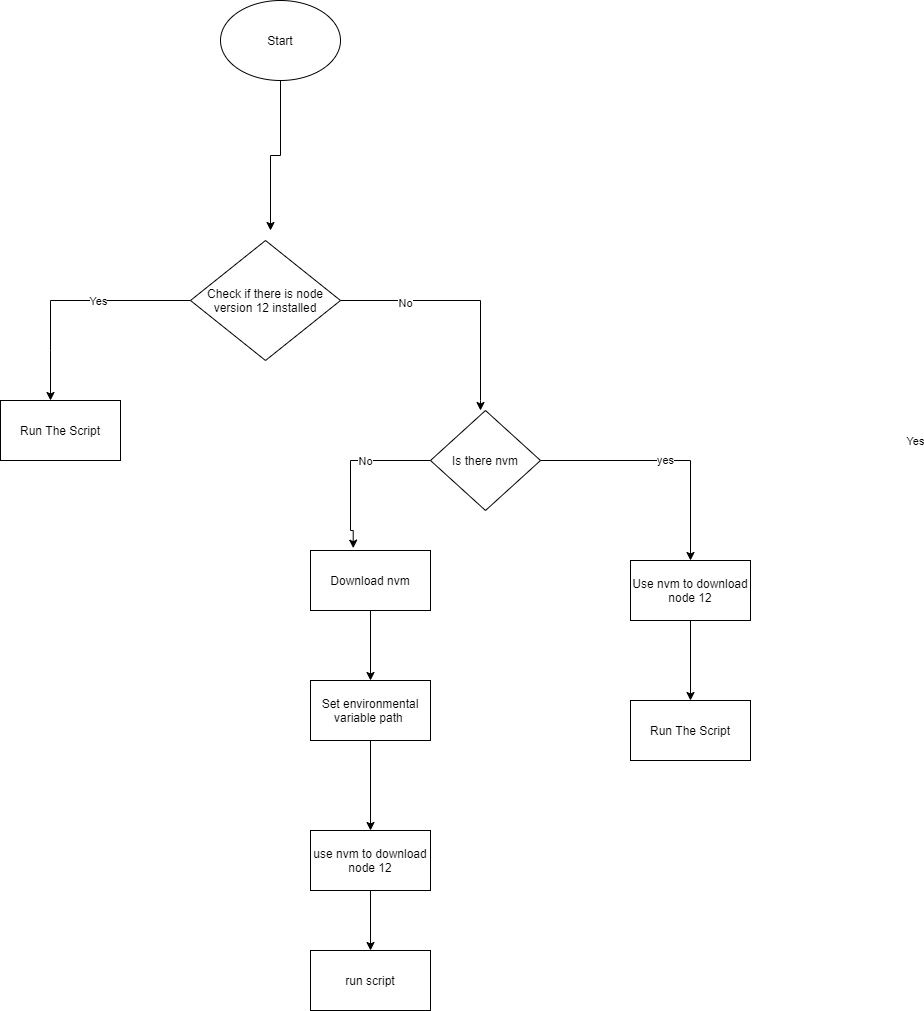 Start
Check if there is node
version 12 installed
Yes
No
Run The Script
Is there nvm
Yes
No
yes
Download nvm
Use nvm to download
node 12
Set environmental
variable path
Run The Script
use nvm to download
node 12
run script